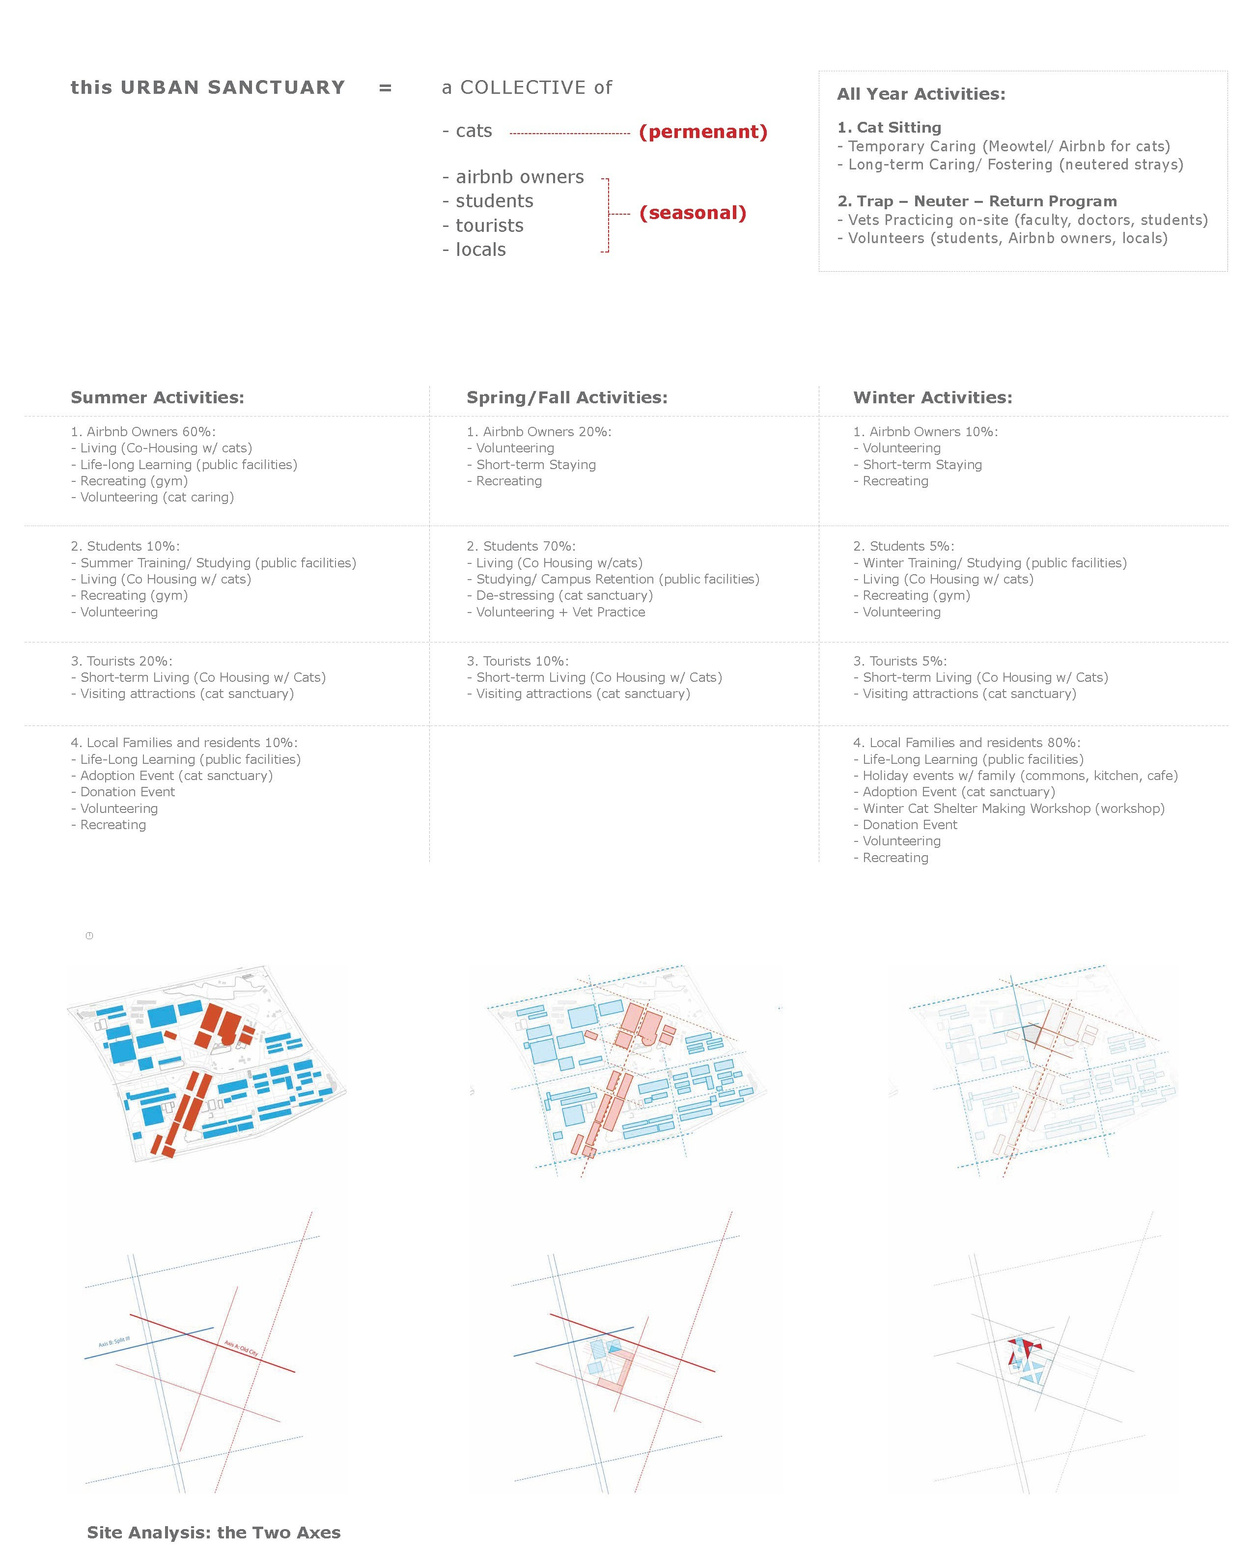 this URBAN SANCTUARY = a COLLECTIVE of
- cats (permenant)
- airbnb owners
- students
- tourists
- locals
(seasonal)
All Year Activities:
1. Cat Sitting
- Temporary Caring (Meowtel/ Airbnb for cats)
- Long-term Caring/ Fostering (neutered strays)
2. Trap – Neuter – Return Program
- Vets Practicing on-site (faculty, doctors, students)
- Volunteers (students, Airbnb owners, locals)
Summer Activities:
1. Airbnb Owners 60%:
- Living (Co-Housing w/ cats)
- Life-long Learning (public facilities)
- Recreating (gym)
- Volunteering (cat caring)
2. Students 10%:
- Summer Training/ Studying (public facilities)
- Living (Co Housing w/ cats)
- Recreating (gym)
- Volunteering
3. Tourists 20%:
- Short-term Living (Co Housing w/ Cats)
- Visiting attractions (cat sanctuary)
4. Local Families and residents 10%:
- Life-Long Learning (public facilities)
- Adoption Event (cat sanctuary)
- Donation Event
- Volunteering
- Recreating
Spring/Fall Activities:
1. Airbnb Owners 20%:
- Volunteering
- Short-term Staying
- Recreating
2. Students 70%:
- Living (Co Housing w/cats)
- Studying/ Campus Retention (public facilities)
- De-stressing (cat sanctuary)
- Volunteering + Vet Practice
3. Tourists 10%:
- Short-term Living (Co Housing w/ Cats)
- Visiting attractions (cat sanctuary)
Winter Activities:
1. Airbnb Owners 10%:
- Volunteering
- Short-term Staying
- Recreating
2. Students 5%:
- Winter Training/ Studying (public facilities)
- Living (Co Housing w/ cats)
- Recreating (gym)
- Volunteering
3. Tourists 5%:
- Short-term Living (Co Housing w/ Cats)
- Visiting attractions (cat sanctuary)
4. Local Families and residents 80%:
- Life-Long Learning (public facilities)
- Holiday events w/ family (commons, kitchen, cafe)
- Adoption Event (cat sanctuary)
- Winter Cat Shelter Making Workshop (workshop)
- Donation Event
- Volunteering
- Recreating
Axis B: Split III
Axis A: Old City
Site Analysis: the Two Axes